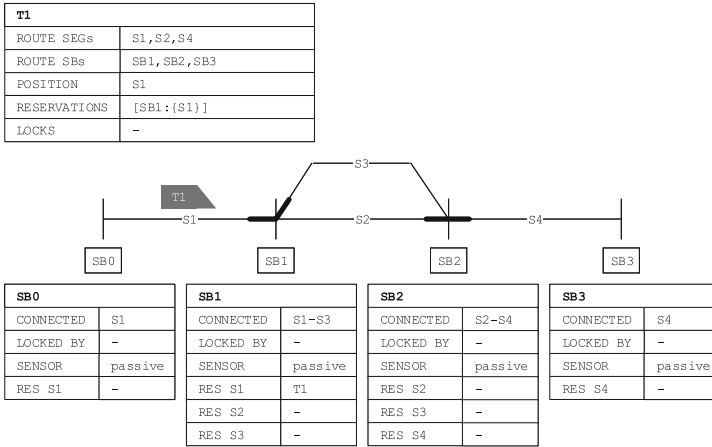 T1
ROUTE SEGs S1,S2,S4
ROUTE SBs SB1,SB2,SB3
POSITION S1
RESERVATIONS [SB1:{S1}]
LOCKS -
S3
T1
S1 S2 S4
SB0 SB1 SB2 SB3
SB0
CONNECTED S1
LOCKED BY -
SENSOR passive
RES S1 -
SB1
CONNECTED S1-S3
LOCKED BY -
SENSOR passive
RES S1 T1
RES S2 -
RES S3 -
SB2
CONNECTED S2-S4
LOCKED BY -
SENSOR passive
RES S2 -
RES S3 -
RES S4 -
SB3
CONNECTED S4
LOCKED BY -
SENSOR passive
RES S4 -